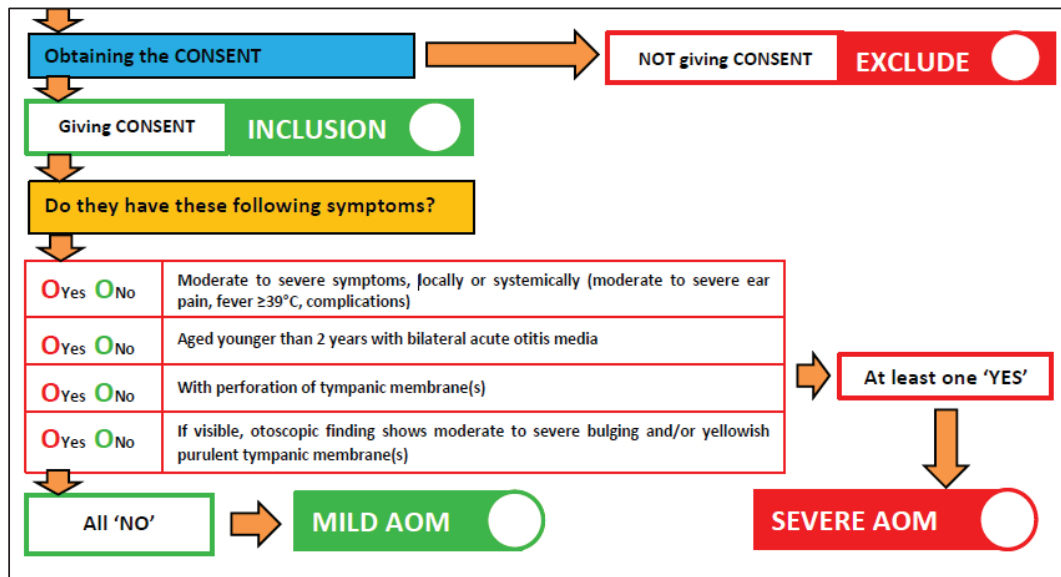 Obtaining the CONSENT
NOT giving CONSENT
EXCLUDE
Giving CONSENT
INCLUSION
Do they have these following symptoms?
OYes ONo
Moderate to severe symptoms, locally or systemically (moderate to severe ear
pain, fever ≥39°C, complications)
OYes ONo
Aged younger than 2 years with bilateral acute otitis media
OYes ONo
With perforation of tympanic membrane(s)
OYes ONo
If visible, otoscopic finding shows moderate to severe bulging and/or yellowish
purulent tympanic membrane(s)
At least one ‘YES’
All ‘NO’
MILD AOM
SEVERE AOM